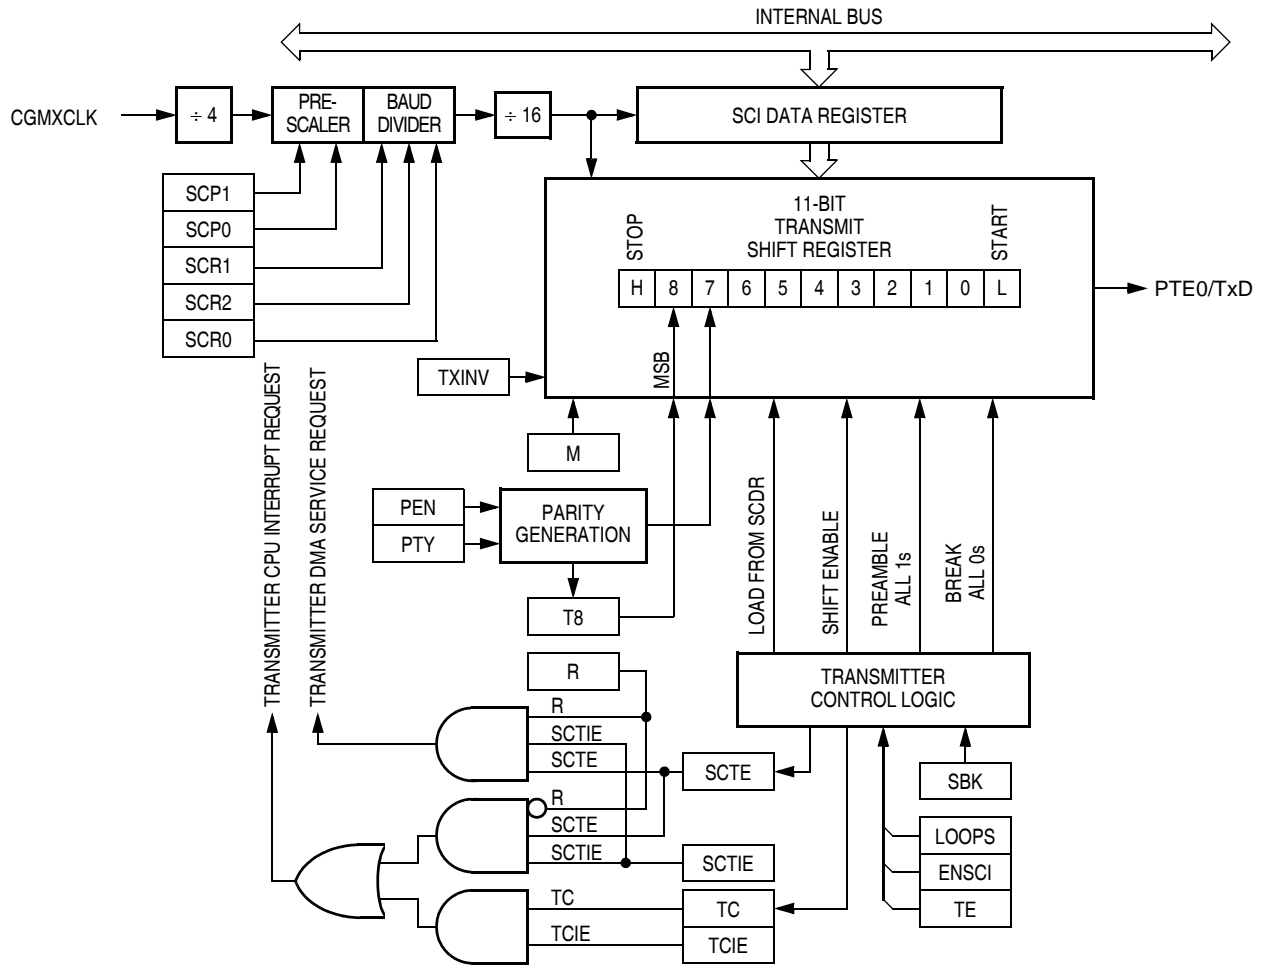 INTERNAL BUS
CGMXCLK
÷ 4
PRE-
SCALER
BAUD
DIVIDER
÷ 16
SCI DATA REGISTER
SCP1
SCP0
SCR1
SCR2
SCR0
11-BIT
TRANSMIT
SHIFT REGISTER
STOP
START
H 8 7 6 5 4 3 2 1 0 L
PTE0/TxD
MSB
TXINV
M
PEN
PTY
PARITY
GENERATION
T8
R
TRANSMITTER CPU INTERRUPT REQUEST
TRANSMITTER DMA SERVICE REQUEST
LOAD FROM SCDR
SHIFT ENABLE
PREAMBLE
ALL 1s
BREAK
ALL 0s
TRANSMITTER
CONTROL LOGIC
R
SCTIE
SCTE
SCTE
SBK
R
SCTE
SCTIE
SCTIE
LOOPS
ENSCI
TE
TC
TC
TCIE
TCIE